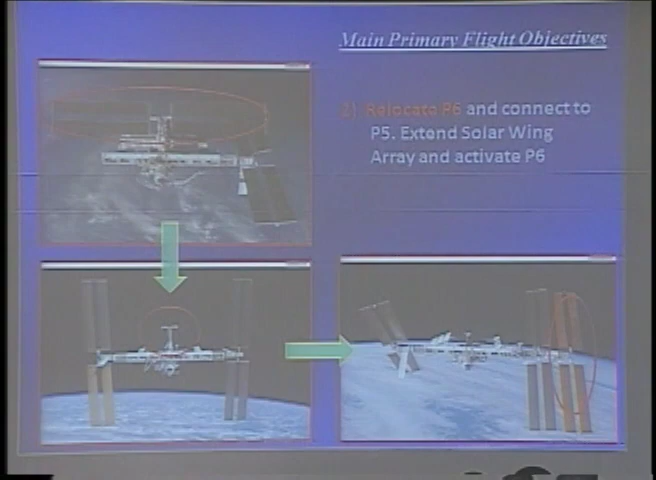 Main Primary Flight Objectives
2) Relocate P6 and connect to
P5. Extend Solar Wing
Array and activate P6